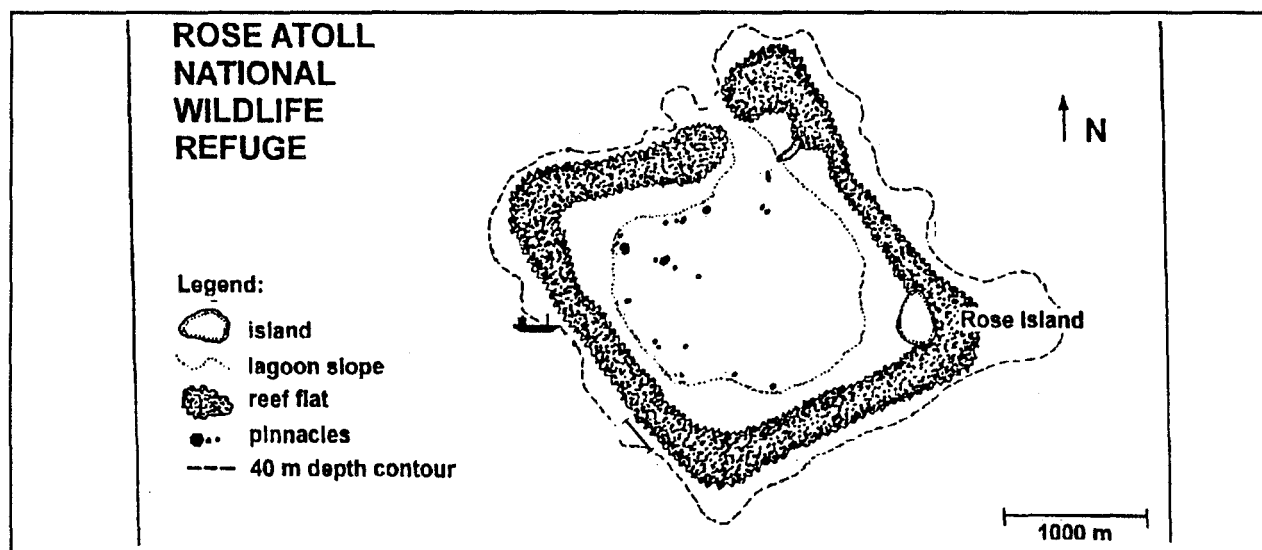 ROSE ATOLL
NATIONAL
WILDLIFE
REFUGE
N
Legend:
island
lagoon slope
reef flat
pinnacles
40 m depth contour
Rose Island
1000 m